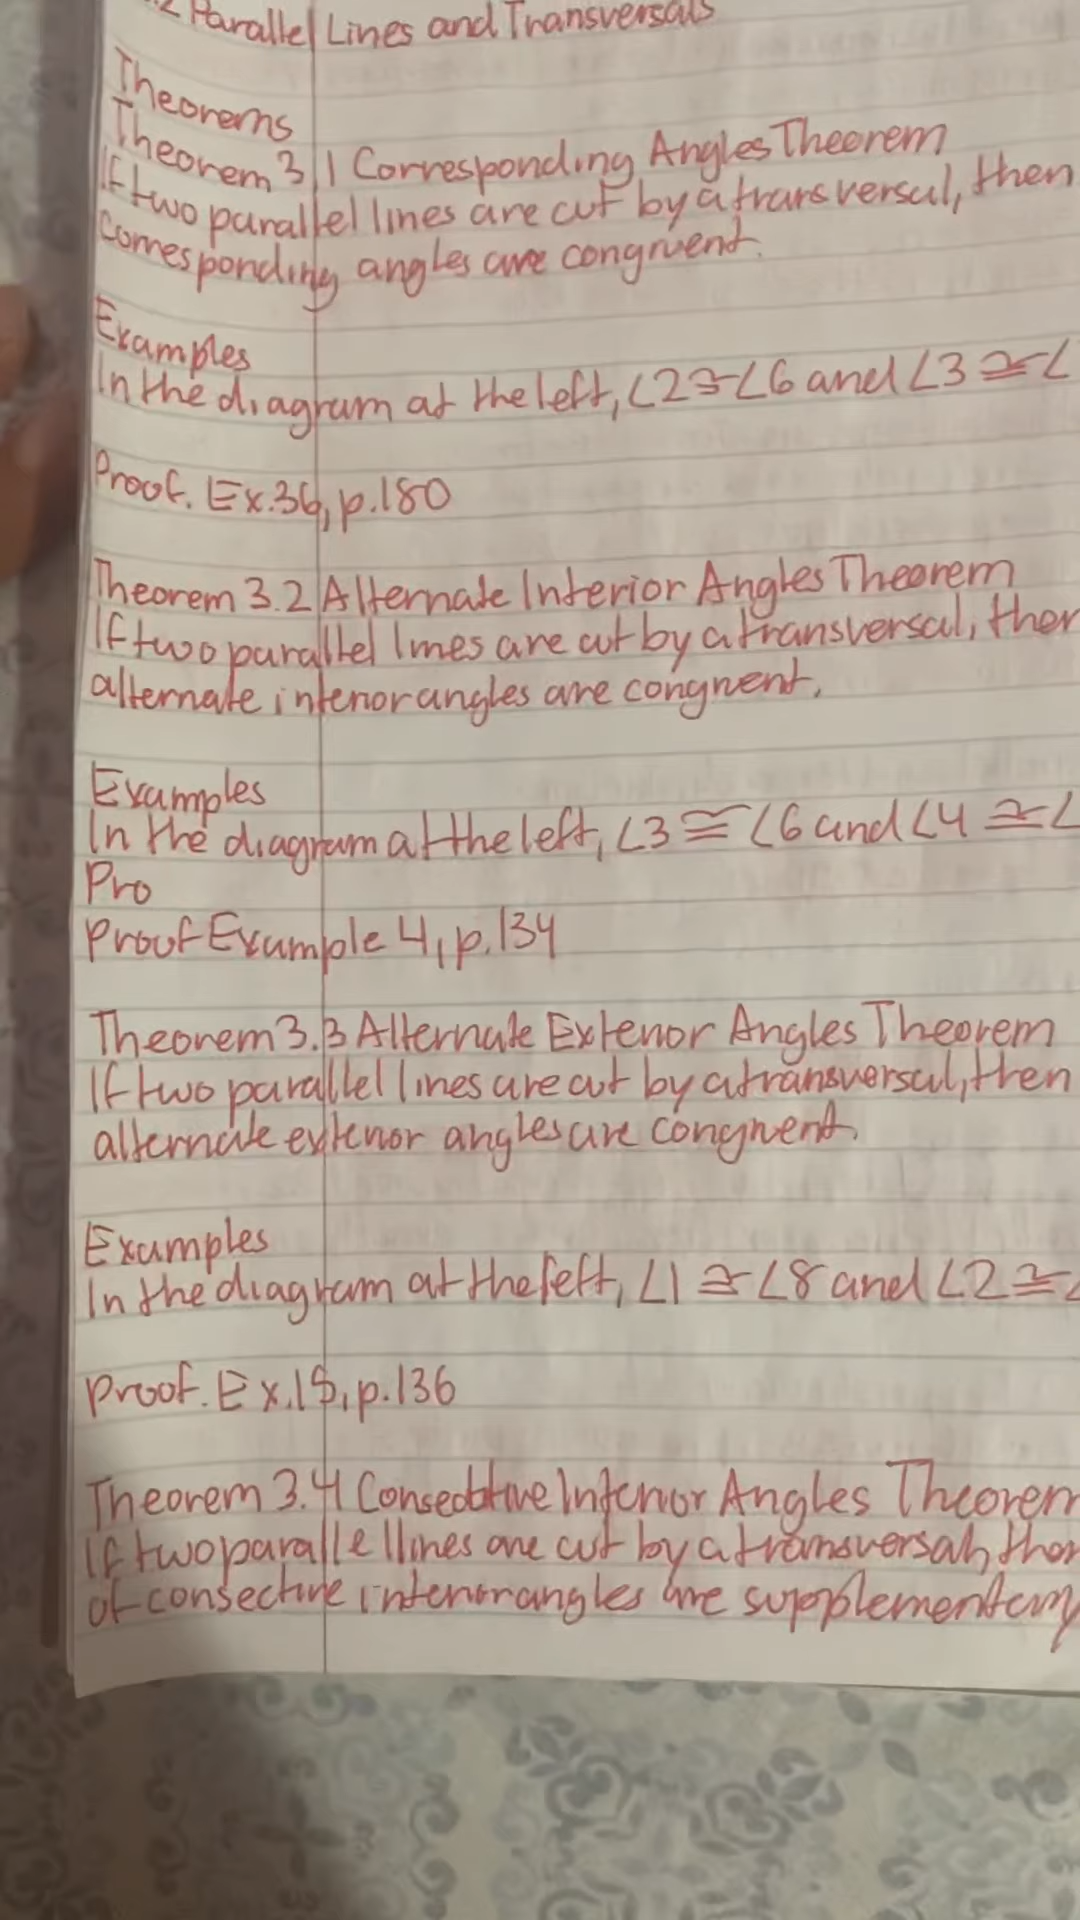 .2 Parallel Lines and Transversals
Theorems
Theorem 3.1 Corresponding Angles Theorem
If two parallel lines are cut by a transversal, then
Corresponding angles are congruent.
Examples
In the diagram at the left, ∠2≅∠6 and ∠3≅∠
Proof. Ex.36, p.180
Theorem 3.2 Alternate Interior Angles Theorem
If two parallel lines are cut by a transversal, then
alternate interior angles are congruent.
Examples
In the diagram at the left, ∠3≅∠6 and ∠4≅∠
Pro
Proof Example 4, p.134
Theorem 3.3 Alternate Exterior Angles Theorem
If two parallel lines are cut by a transversal, then
alternate exterior angles are congruent.
Examples
In the diagram at the left, ∠1≅∠8 and ∠2≅
Proof. Ex.15, p.136
Theorem 3.4 Consecutive Interior Angles Theorem
If two parallel lines are cut by a transversal, then
of consective interior angles are supplementary